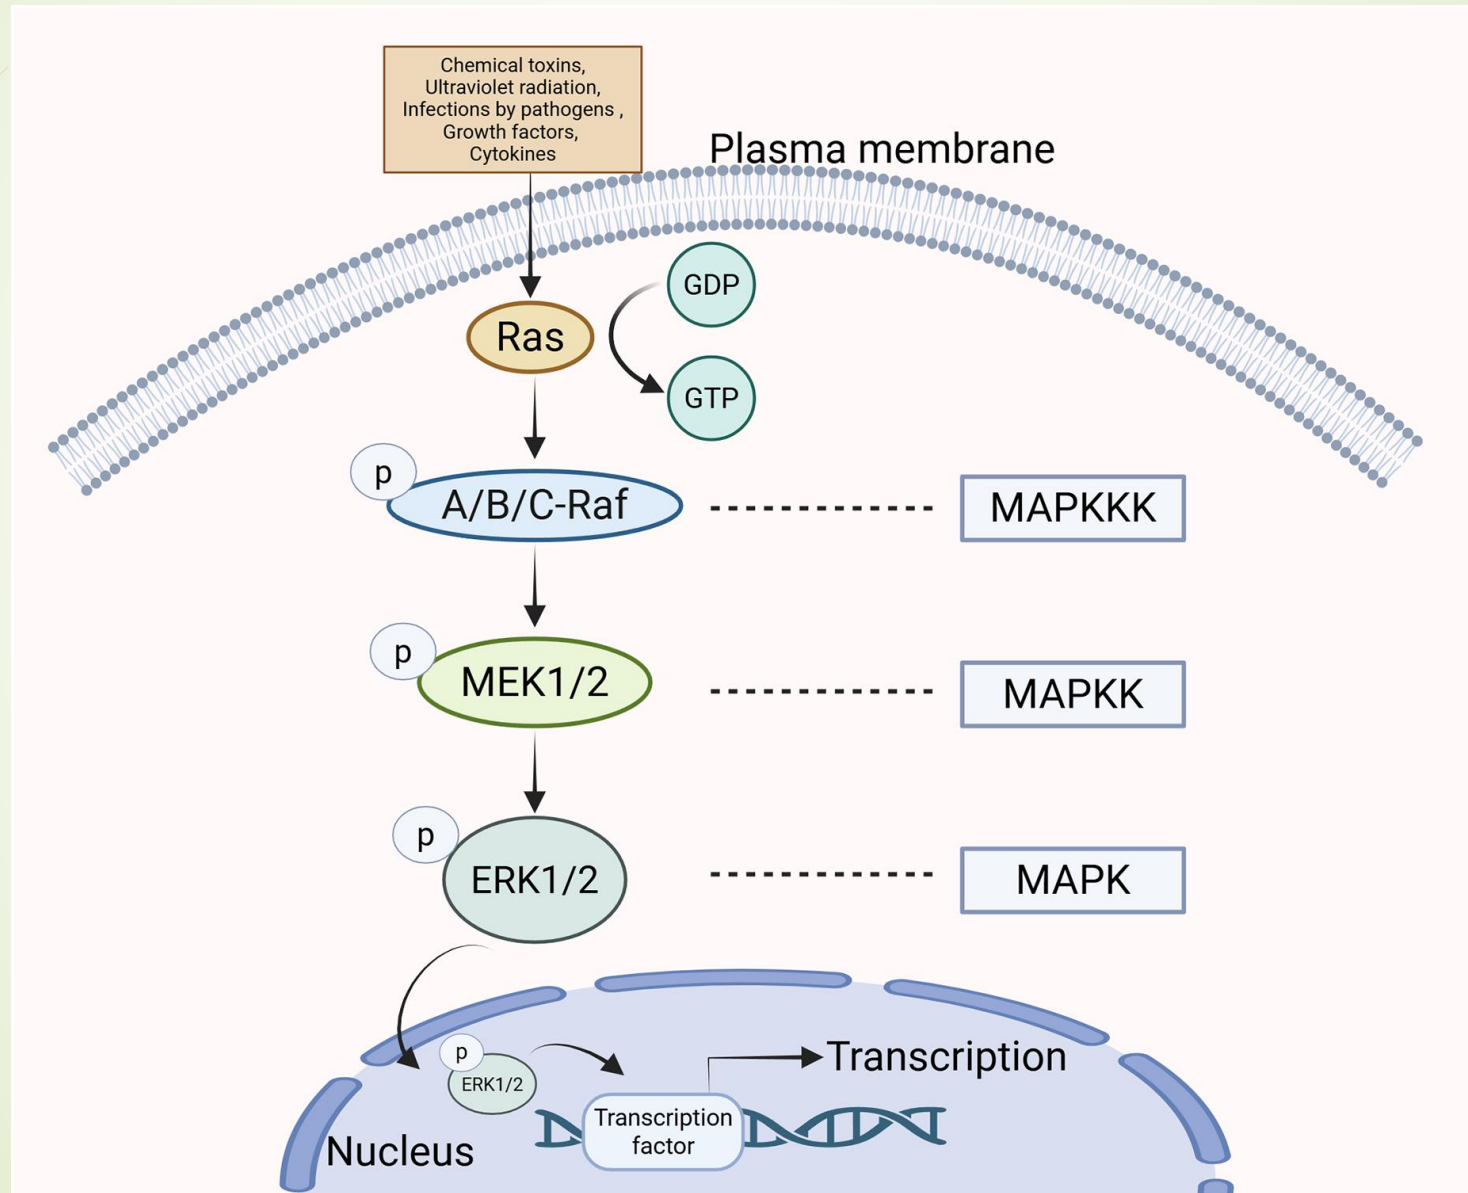 Chemical toxins,
Ultraviolet radiation,
Infections by pathogens ,
Growth factors,
Cytokines
Plasma membrane
GDP
Ras
GTP
p
A/B/C-Raf
MAPKKK
p
MEK1/2
MAPKK
p
ERK1/2
MAPK
p
ERK1/2
Transcription
Transcription
factor
Nucleus